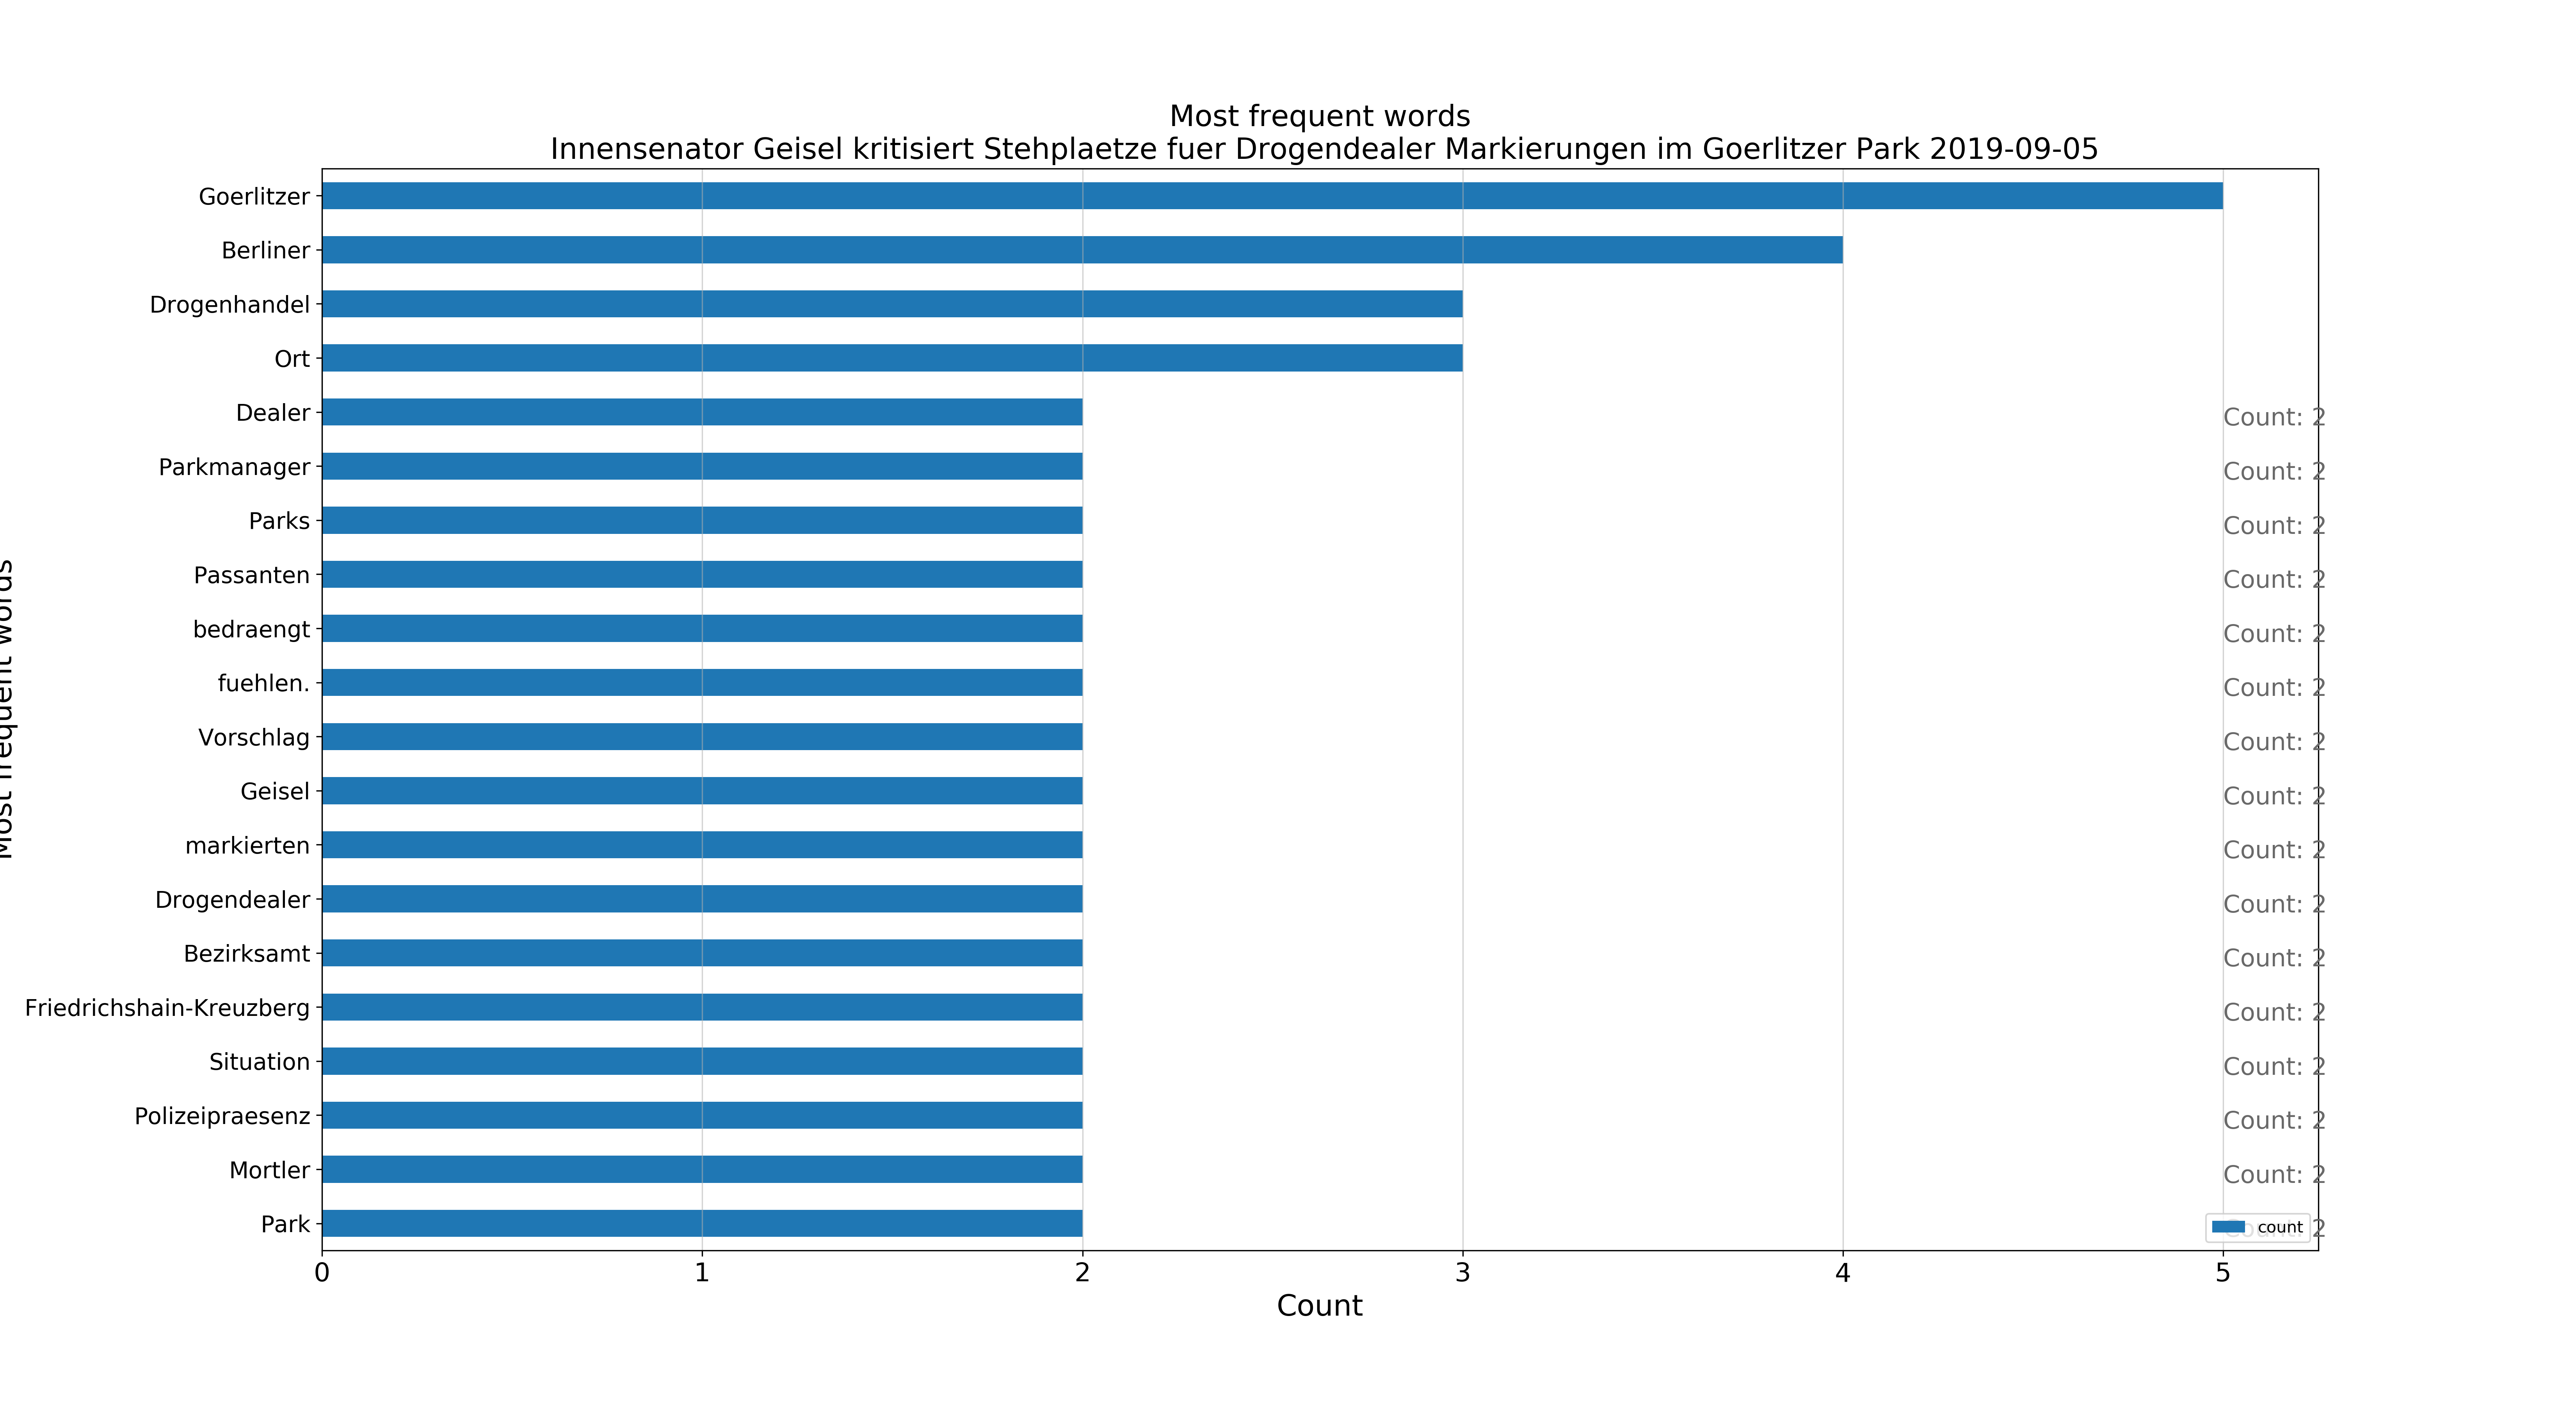 Most frequent words
Innensenator Geisel kritisiert Stehplaetze fuer Drogendealer Markierungen im Goerlitzer Park 2019-09-05
Most frequent words
Goerlitzer
Berliner
Drogenhandel
Ort
Dealer Count: 2
Parkmanager Count: 2
Parks Count: 2
Passanten Count: 2
bedraengt Count: 2
fuehlen. Count: 2
Vorschlag Count: 2
Geisel Count: 2
markierten Count: 2
Drogendealer Count: 2
Bezirksamt Count: 2
Friedrichshain-Kreuzberg Count: 2
Situation Count: 2
Polizeipraesenz Count: 2
Mortler Count: 2
Park Count: 2
count
0 1 2 3 4 5
Count